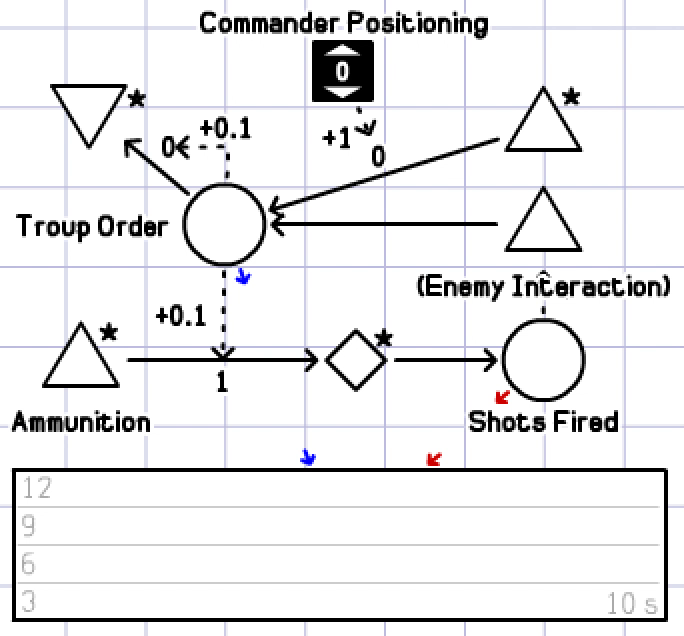 Commander Positioning
0
+0.1
0
+1
0
Troup Order
(Enemy Interaction)
+0.1
1
Ammunition
Shots Fired
12
9
6
3
10 s